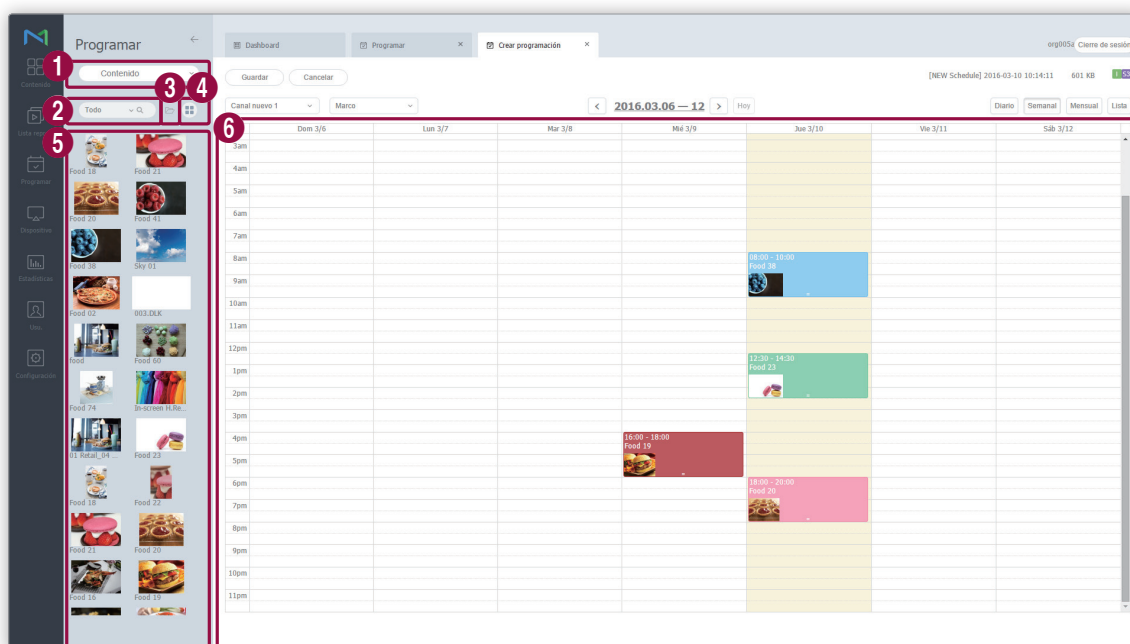 Programar
Dashboard
Programar
Crear programación
org005a
Cierre de sesión
1
Contenido
Contenido
Guardar
Cancelar
[NEW Schedule] 2016-03-10 10:14:11
601 KB
3
4
2
Todo
Canal nuevo 1
Marco
2016.03.06 — 12
Hoy
Diario
Semanal
Mensual
Lista
5
6
Dom 3/6
Lun 3/7
Mar 3/8
Mié 3/9
Jue 3/10
Vie 3/11
Sáb 3/12
Programar
Dispositivo
Estadísticas
Configuración
Food 18
Food 21
Food 20
Food 41
Food 38
Sky 01
Food 02
003.DLK
food
Food 60
Food 74
In-screen H.Re...
01 Retail_04 ...
Food 23
Food 18
Food 22
Food 21
Food 20
Food 16
Food 19
3am
4am
5am
6am
7am
8am
9am
10am
11am
12pm
1pm
2pm
3pm
4pm
5pm
6pm
7pm
8pm
9pm
10pm
11pm
08:00 - 10:00
Food 38
12:30 - 14:30
Food 23
16:00 - 18:00
Food 19
18:00 - 20:00
Food 20